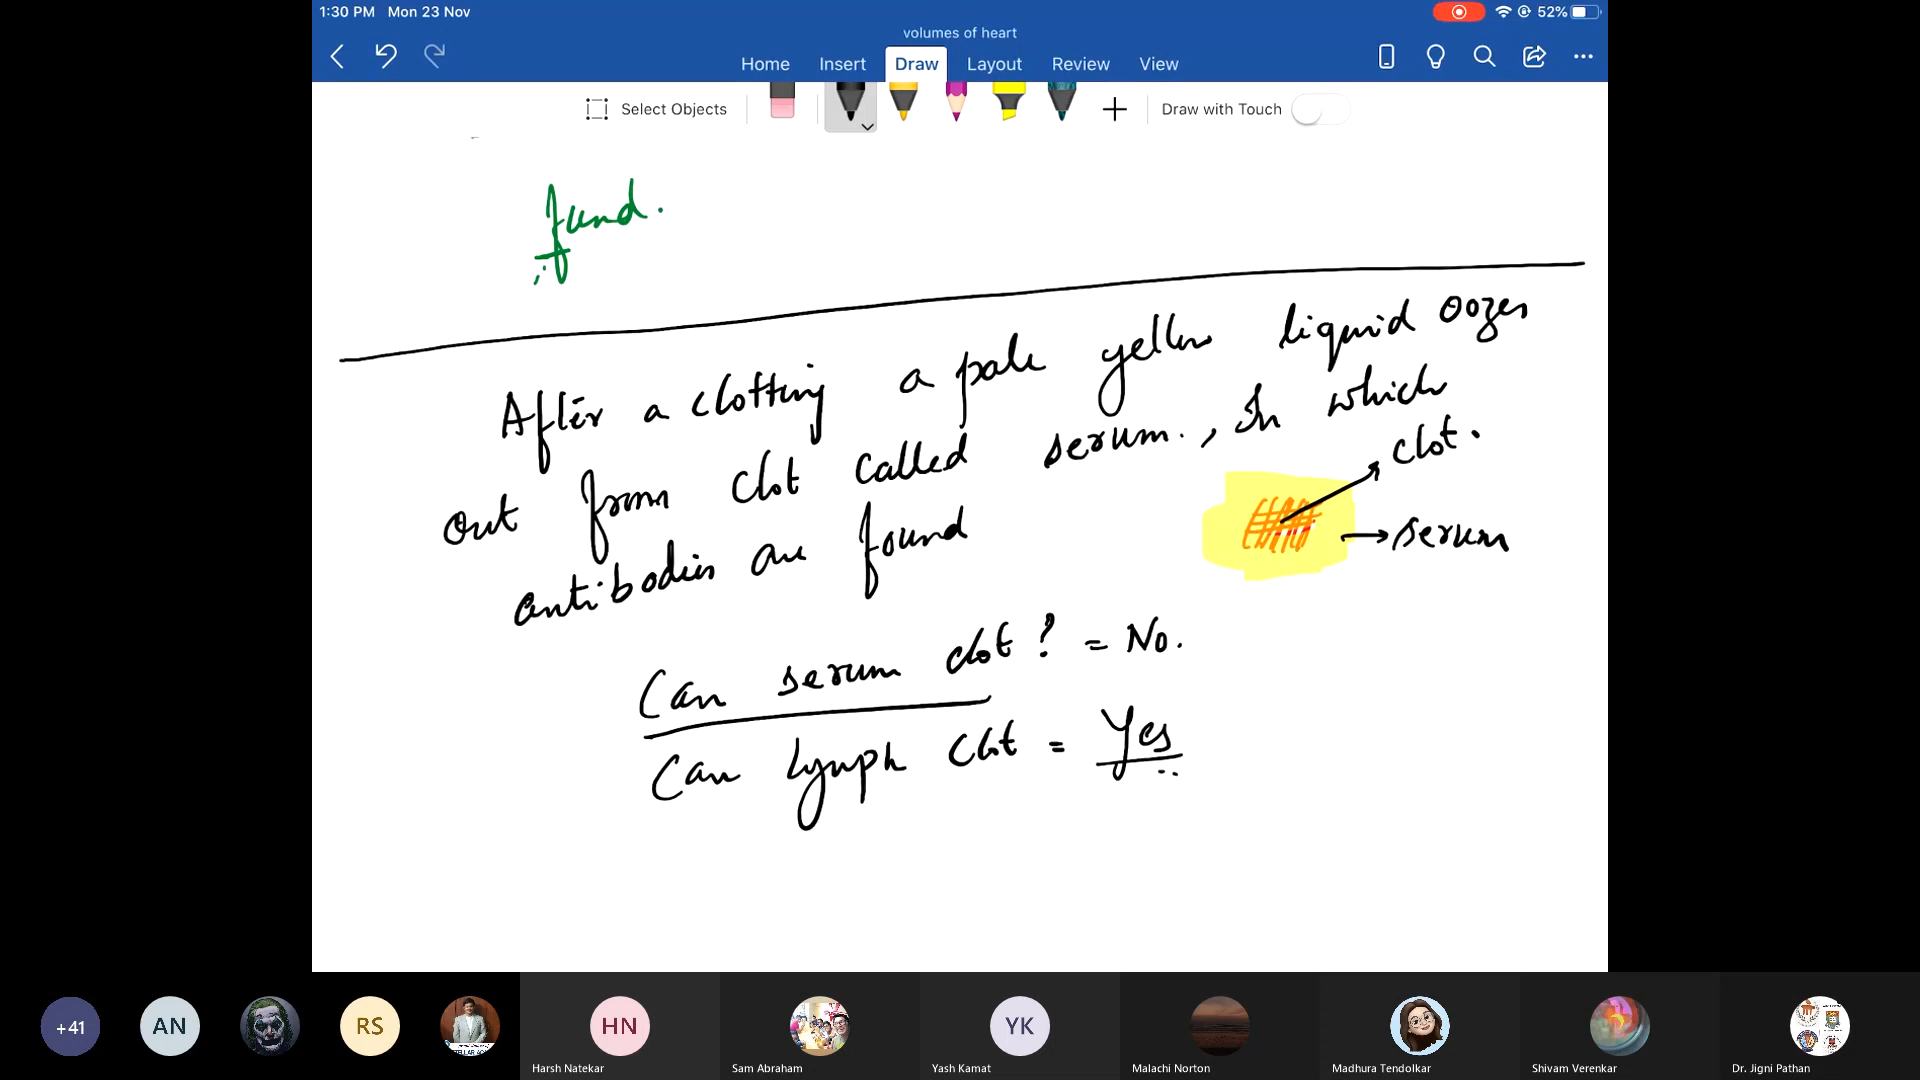 1:30 PM Mon 23 Nov
52%
volumes of heart
Home Insert Draw Layout Review View
Select Objects
Draw with Touch
found.
After a clotting a pale yellow liquid oozes
out from clot called serum., In which
antibodies are found
clot.
serum
Can serum clot? = No.
Can lymph clot = Yes
+41
AN
RS
HN
YK
Harsh Natekar
Sam Abraham
Yash Kamat
Malachi Norton
Madhura Tendolkar
Shivam Verenkar
Dr. Jigni Pathan